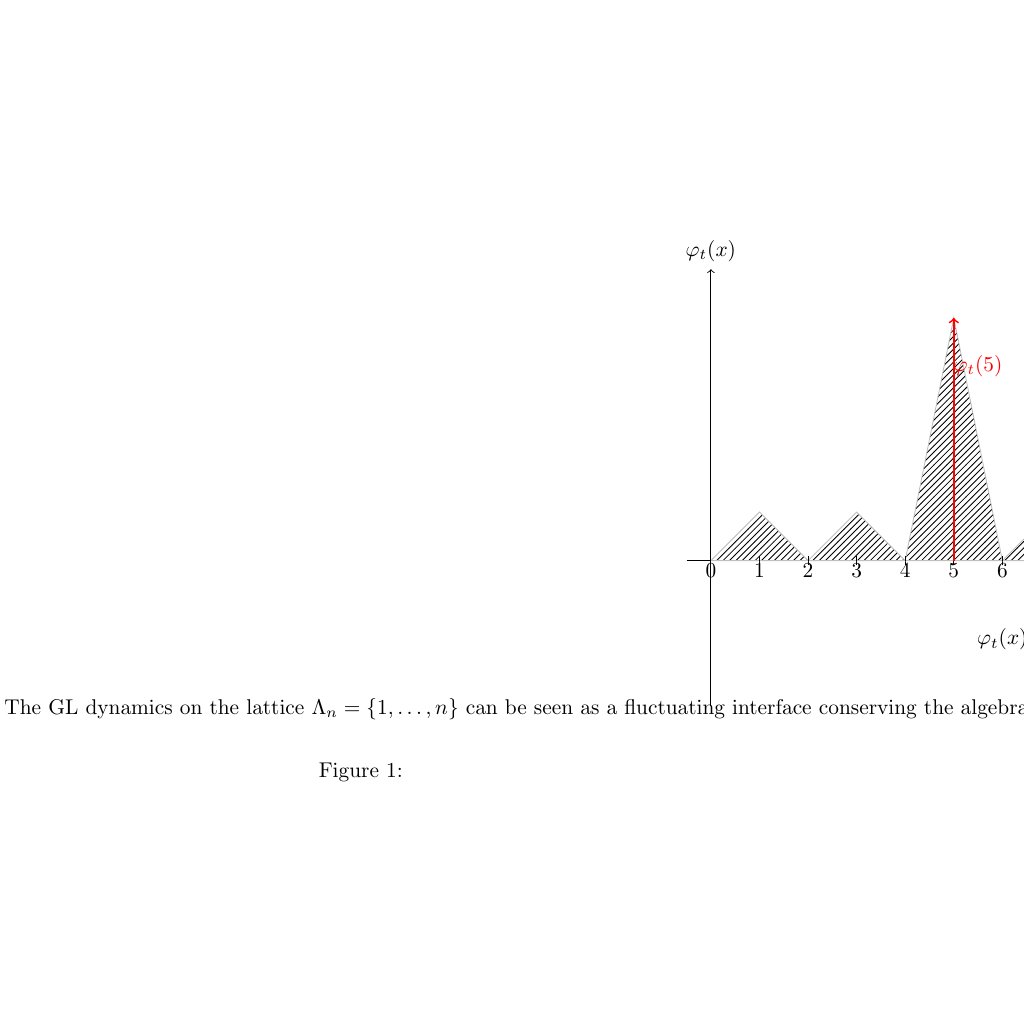 φ_t(x)
φ_t(5)
0 1 2 3 4 5 6
φ_t(x)
The GL dynamics on the lattice Λ_n = {1, . . . , n} can be seen as a fluctuating interface conserving the algebra
Figure 1: